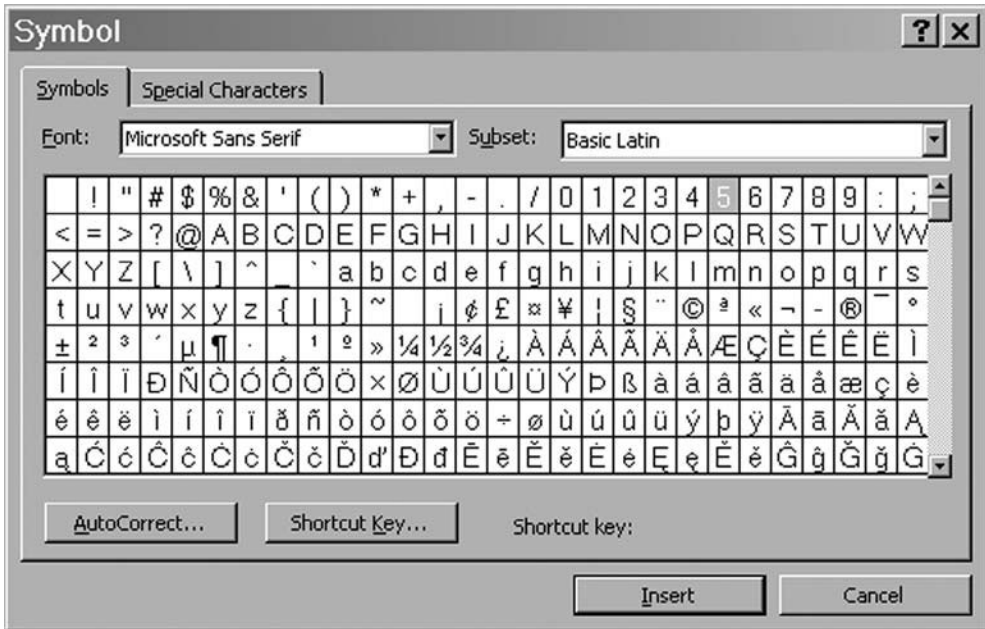 Symbol
Symbols Special Characters
Font: Microsoft Sans Serif Subset: Basic Latin
! " # $ % & ' ( ) * + , - . / 0 1 2 3 4 5 6 7 8 9 : ;
< = > ? @ A B C D E F G H I J K L M N O P Q R S T U V W
X Y Z [ \ ] ^ _ ` a b c d e f g h i j k l m n o p q r s
t u v w x y z { | } ~ ¡ ¢ £ ¤ ¥ ¦ § ¨ © ª « ¬ - ® ¯ °
± ² ³ ´ µ ¶ · ¸ ¹ º » ¼ ½ ¾ ¿ À Á Â Ã Ä Å Æ Ç È É Ê Ë Ì
Í Î Ï Ð Ñ Ò Ó Ô Õ Ö × Ø Ù Ú Û Ü Ý Þ ß à á â ã ä å æ ç è
é ê ë ì í î ï ð ñ ò ó ô õ ö ÷ ø ù ú û ü ý þ ÿ Ā ā Ă ă Ą
ą Ć ć Ĉ ĉ Ċ ċ Č č Ď ď Đ đ Ē ē Ĕ ĕ Ė ė Ę ę Ě ě Ĝ ĝ Ğ ğ Ġ
AutoCorrect... Shortcut Key... Shortcut key:
Insert Cancel